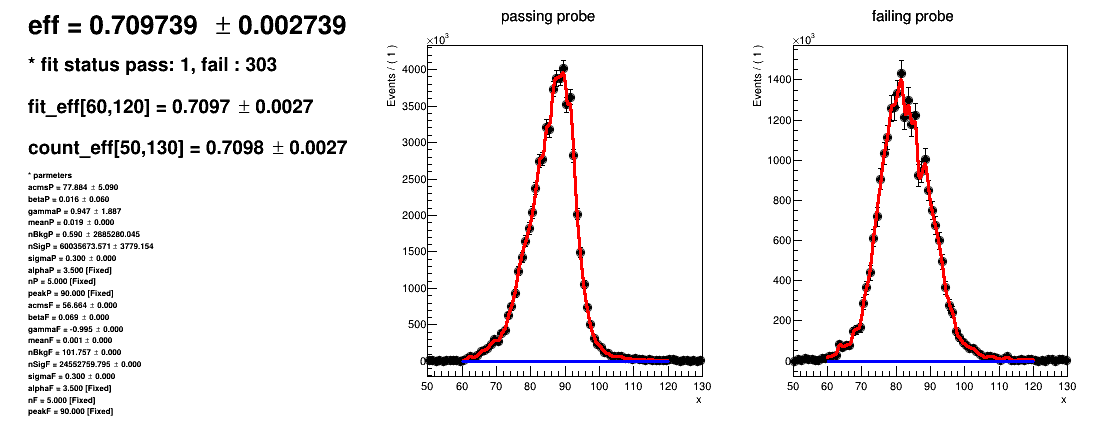 eff = 0.709739 ± 0.002739
* fit status pass: 1, fail : 303
fit_eff[60,120] = 0.7097 ± 0.0027
count_eff[50,130] = 0.7098 ± 0.0027
* parmeters
acmsP = 77.884 ± 5.090
betaP = 0.016 ± 0.060
gammaP = 0.947 ± 1.887
meanP = 0.019 ± 0.000
nBkgP = 0.590 ± 2885280.045
nSigP = 60035673.571 ± 3779.154
sigmaP = 0.300 ± 0.000
alphaP = 3.500 [Fixed]
nP = 5.000 [Fixed]
peakP = 90.000 [Fixed]
acmsF = 56.664 ± 0.000
betaF = 0.069 ± 0.000
gammaF = -0.995 ± 0.000
meanF = 0.001 ± 0.000
nBkgF = 101.757 ± 0.000
nSigF = 24552759.795 ± 0.000
sigmaF = 0.300 ± 0.000
alphaF = 3.500 [Fixed]
nF = 5.000 [Fixed]
peakF = 90.000 [Fixed]
passing probe
×10³
Events / ( 1 )
4000
3500
3000
2500
2000
1500
1000
500
0
50 60 70 80 90 100 110 120 130
x
failing probe
×10³
Events / ( 1 )
1400
1200
1000
800
600
400
200
0
50 60 70 80 90 100 110 120 130
x